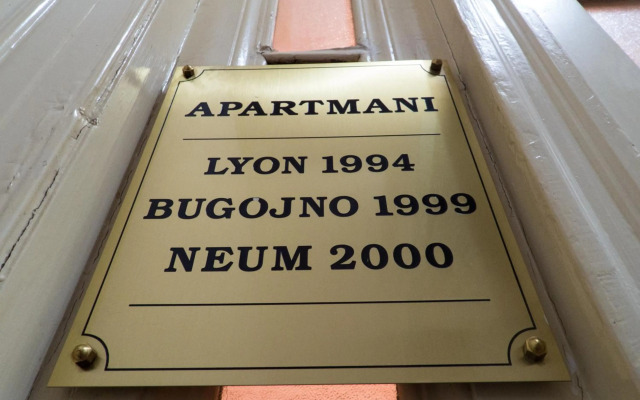 APARTMANI
LYON 1994
BUGOJNO 1999
NEUM 2000